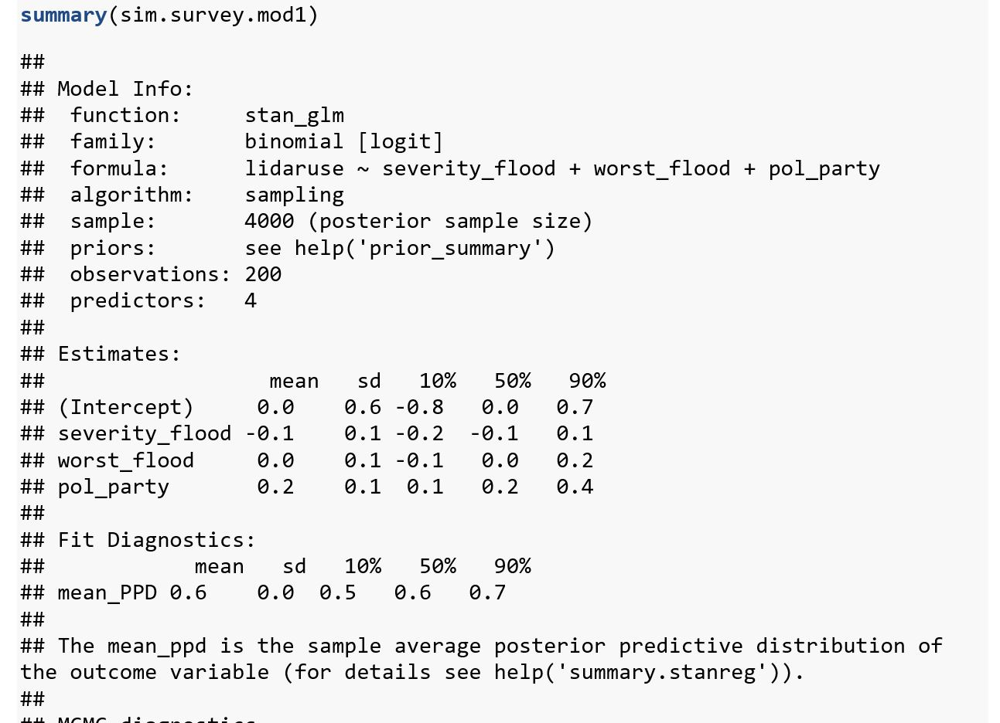 summary(sim.survey.mod1)
##
## Model Info:
##  function:     stan_glm
##  family:       binomial [logit]
##  formula:      lidaruse ~ severity_flood + worst_flood + pol_party
##  algorithm:    sampling
##  sample:       4000 (posterior sample size)
##  priors:       see help('prior_summary')
##  observations: 200
##  predictors:   4
##
## Estimates:
##                  mean   sd   10%   50%   90%
## (Intercept)     0.0    0.6 -0.8   0.0   0.7
## severity_flood -0.1    0.1 -0.2  -0.1   0.1
## worst_flood     0.0    0.1 -0.1   0.0   0.2
## pol_party       0.2    0.1  0.1   0.2   0.4
##
## Fit Diagnostics:
##            mean   sd   10%   50%   90%
## mean_PPD 0.6    0.0  0.5   0.6   0.7
##
## The mean_ppd is the sample average posterior predictive distribution of
the outcome variable (for details see help('summary.stanreg')).
##
## MCMC diagnostics